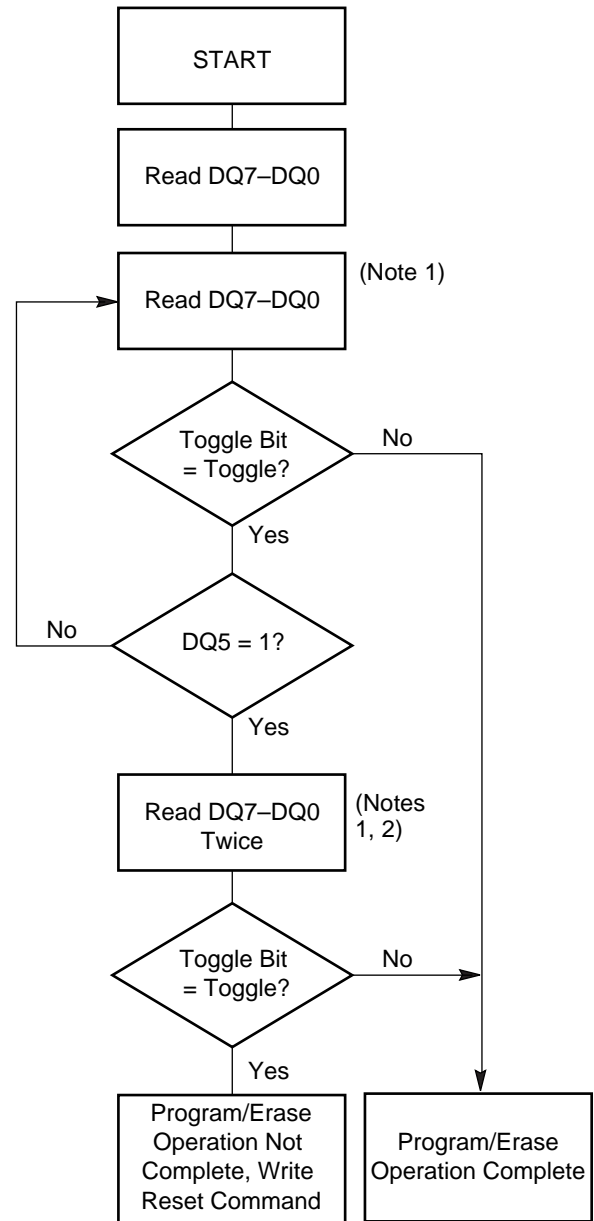 START
Read DQ7–DQ0
Read DQ7–DQ0
(Note 1)
Toggle Bit
= Toggle?
No
Yes
No
DQ5 = 1?
Yes
Read DQ7–DQ0
Twice
(Notes
1, 2)
Toggle Bit
= Toggle?
No
Yes
Program/Erase
Operation Not
Complete, Write
Reset Command
Program/Erase
Operation Complete